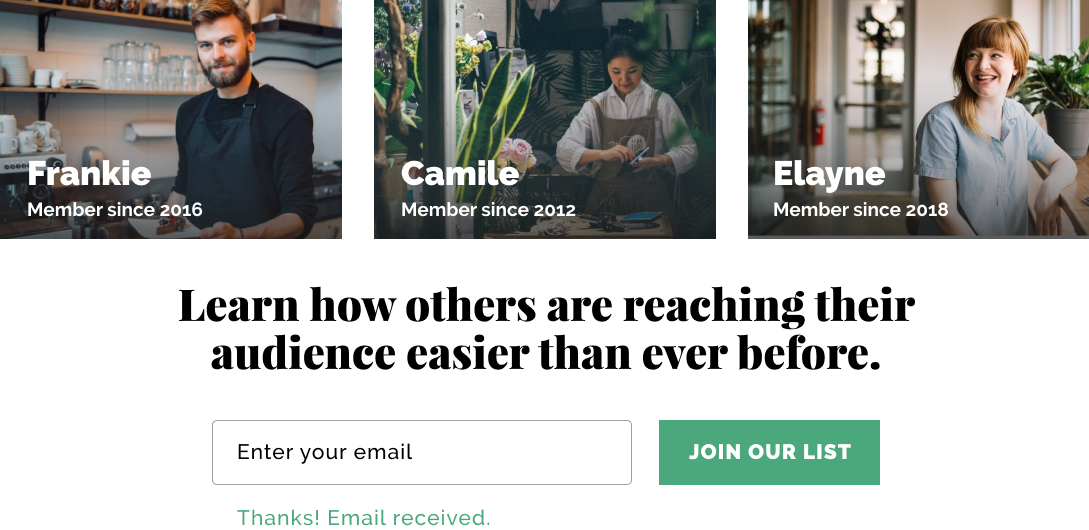 Frankie
Member since 2016
Camile
Member since 2012
Elayne
Member since 2018
Learn how others are reaching their
audience easier than ever before.
Enter your email
JOIN OUR LIST
Thanks! Email received.